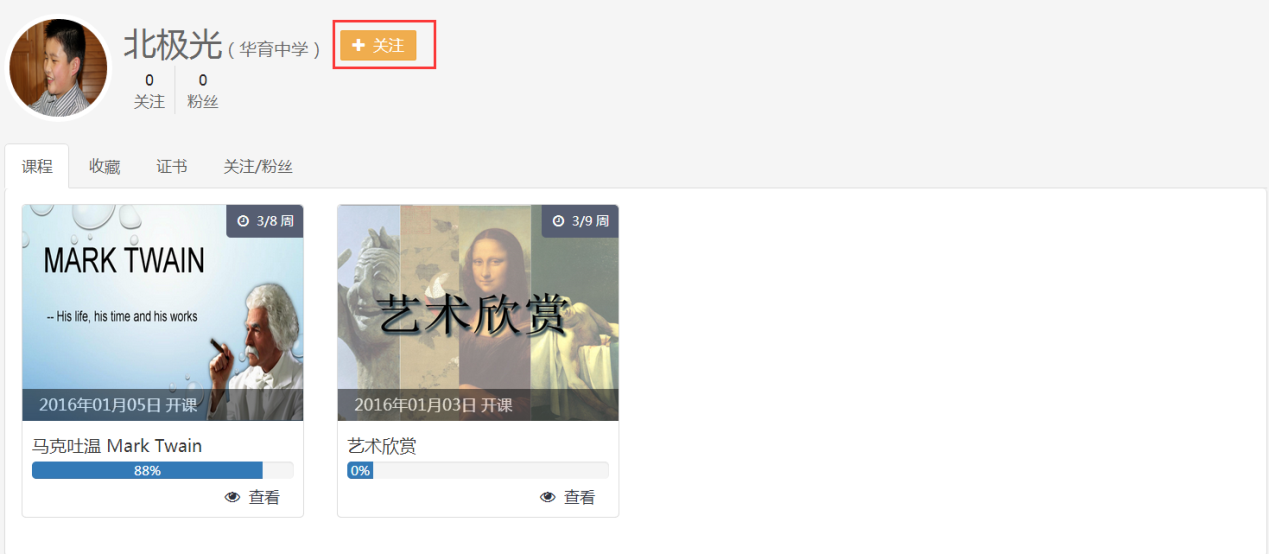 北极光 ( 华育中学 )
关注
0
0
关注
粉丝
课程
收藏
证书
关注/粉丝
3/8 周
MARK TWAIN
-- His life, his time and his works
2016年01月05日 开课
马克吐温 Mark Twain
88%
查看
3/9 周
艺术欣赏
2016年01月03日 开课
艺术欣赏
0%
查看